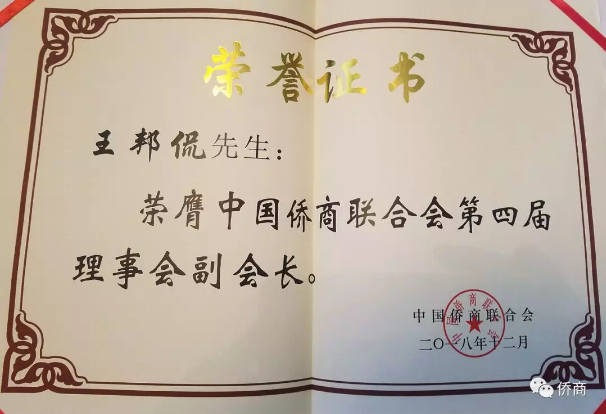 荣誉证书
王邦侃先生：
荣膺中国侨商联合会第四届
理事会副会长。
中国侨商联合会
二〇一八年十二月
侨商